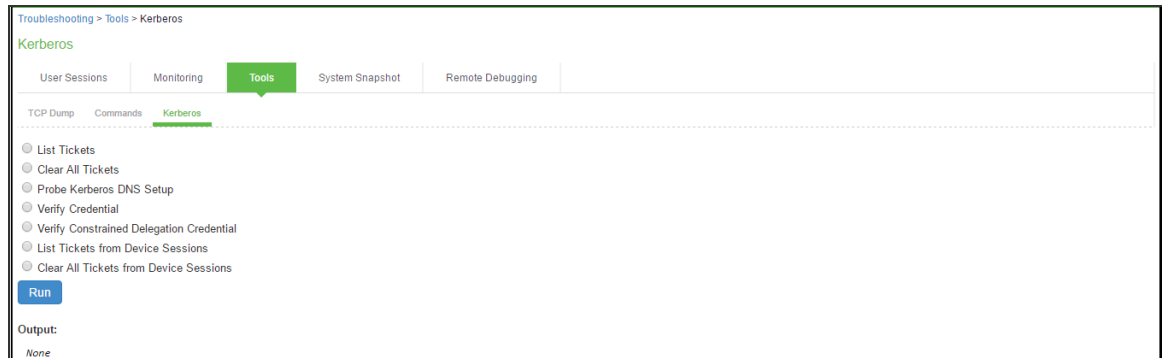 Troubleshooting > Tools > Kerberos
Kerberos
User Sessions Monitoring Tools System Snapshot Remote Debugging
TCP Dump Commands Kerberos
List Tickets
Clear All Tickets
Probe Kerberos DNS Setup
Verify Credential
Verify Constrained Delegation Credential
List Tickets from Device Sessions
Clear All Tickets from Device Sessions
Run
Output:
None